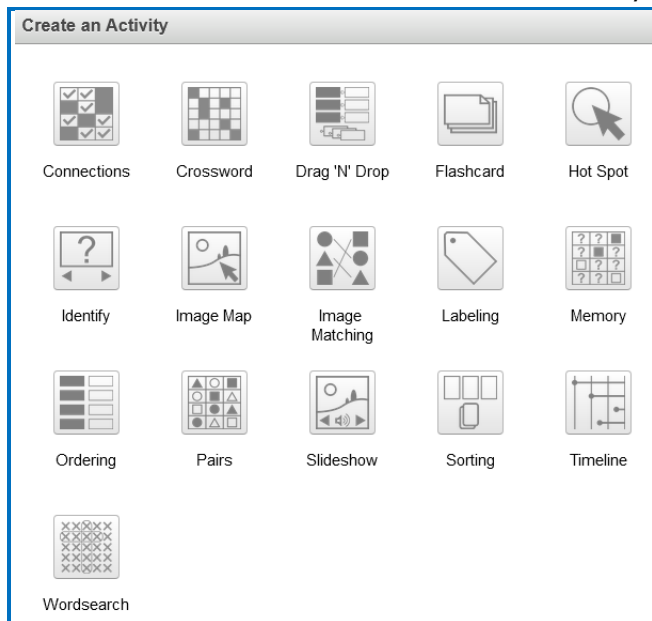 Create an Activity
Connections Crossword Drag 'N' Drop Flashcard Hot Spot
? 
Identify Image Map Image Matching Labeling Memory
Ordering Pairs Slideshow Sorting Timeline
Wordsearch